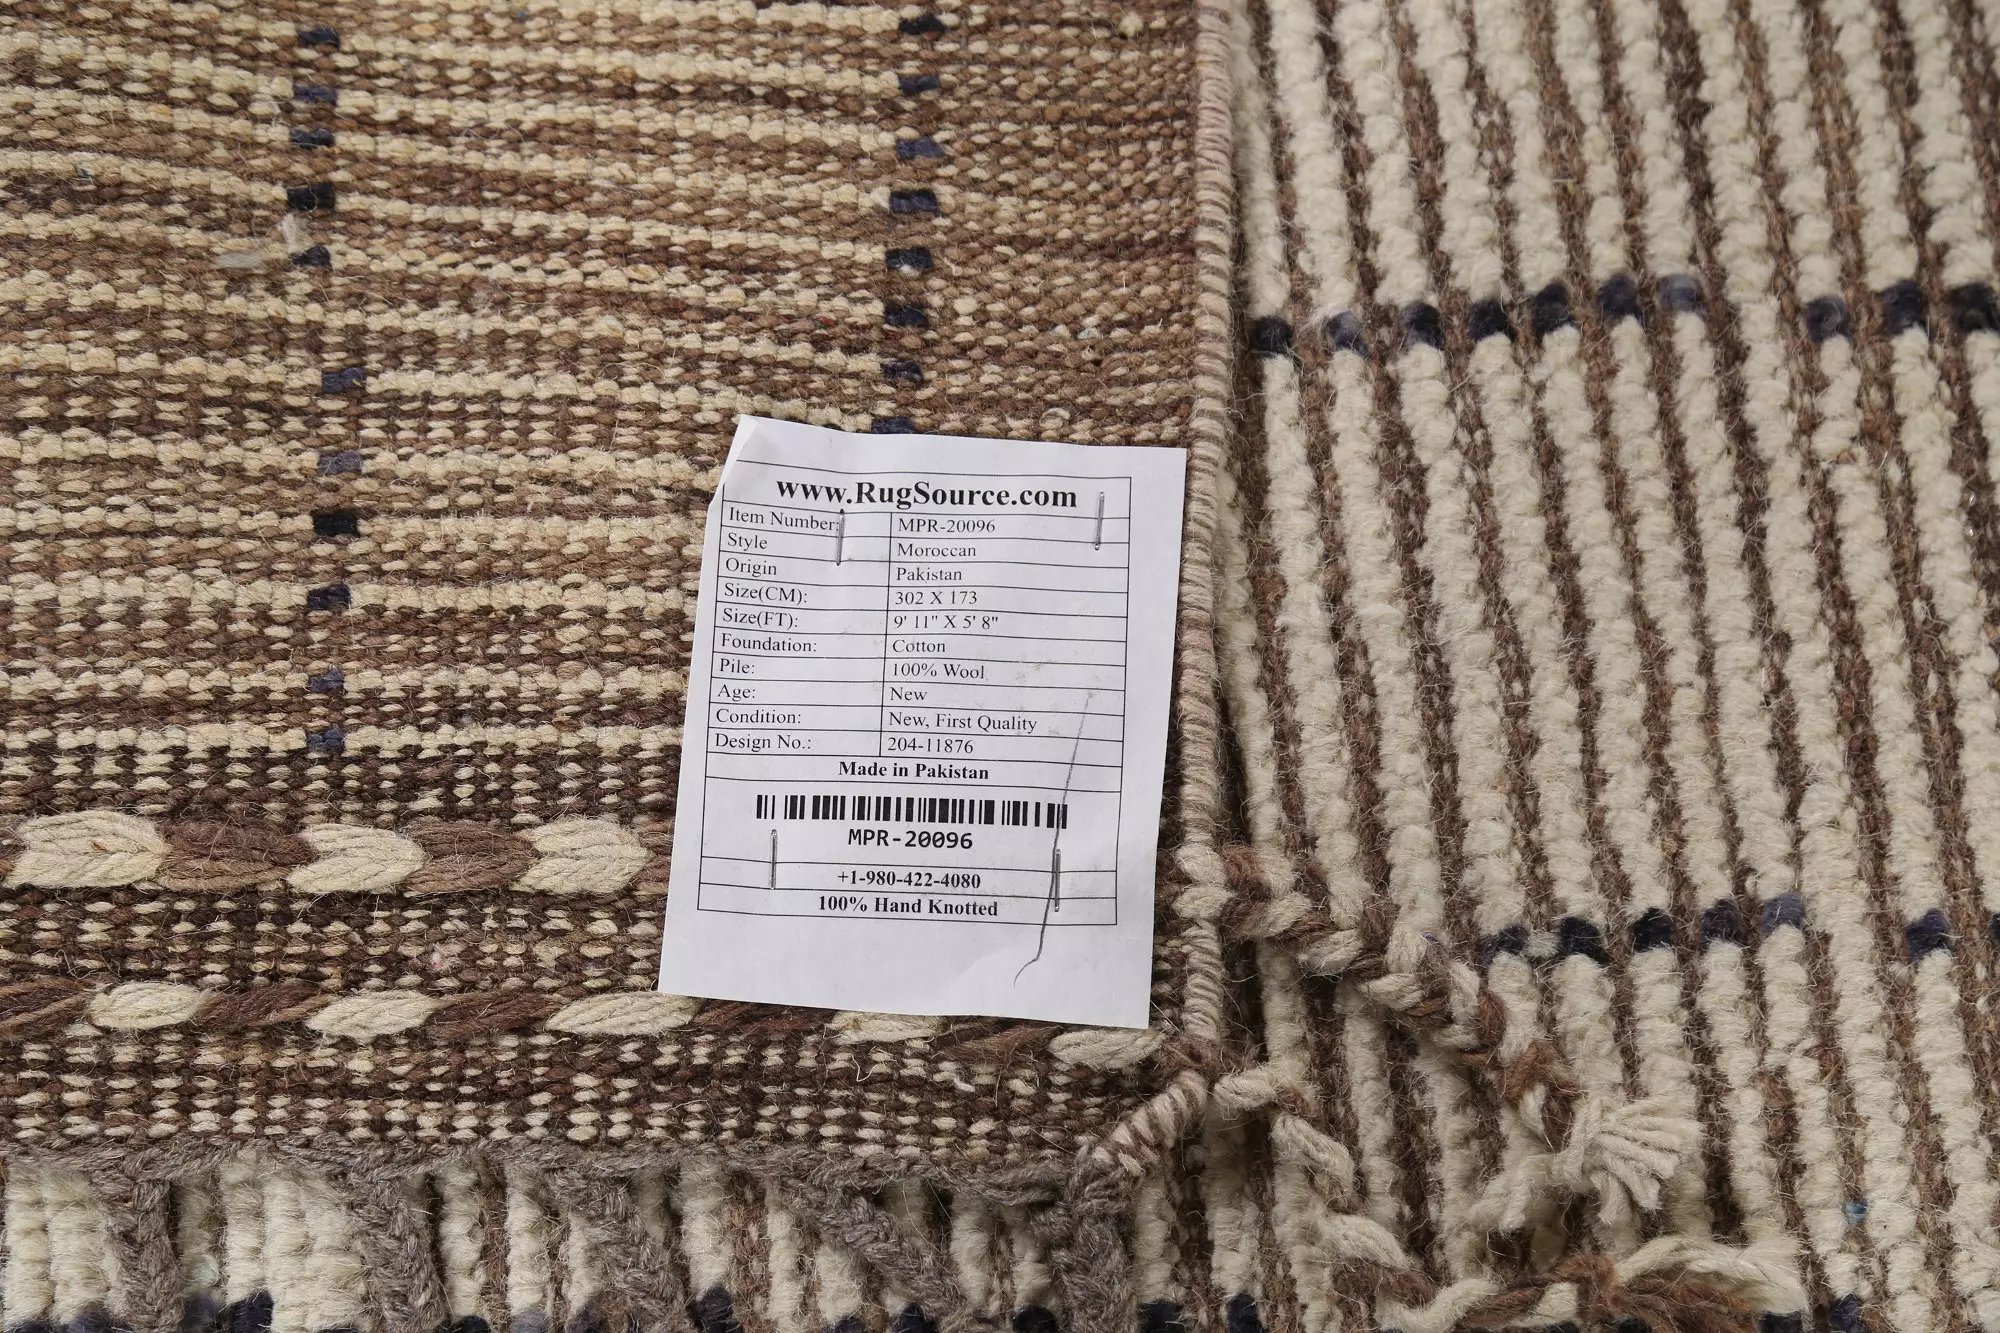 www.RugSource.com
Item Number: MPR-20096
Style Moroccan
Origin Pakistan
Size(CM): 302 X 173
Size(FT): 9' 11" X 5' 8"
Foundation: Cotton
Pile: 100% Wool
Age: New
Condition: New, First Quality
Design No.: 204-11876
Made in Pakistan
MPR-20096
+1-980-422-4080
100% Hand Knotted